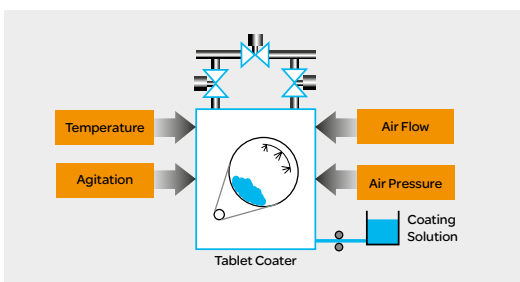 Temperature
Air Flow
Agitation
Air Pressure
Coating
Solution
Tablet Coater